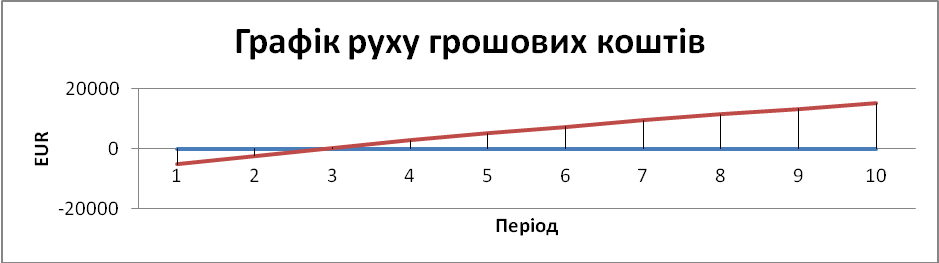 Графік руху грошових коштів
20000
0
-20000
EUR
1 2 3 4 5 6 7 8 9 10
Період